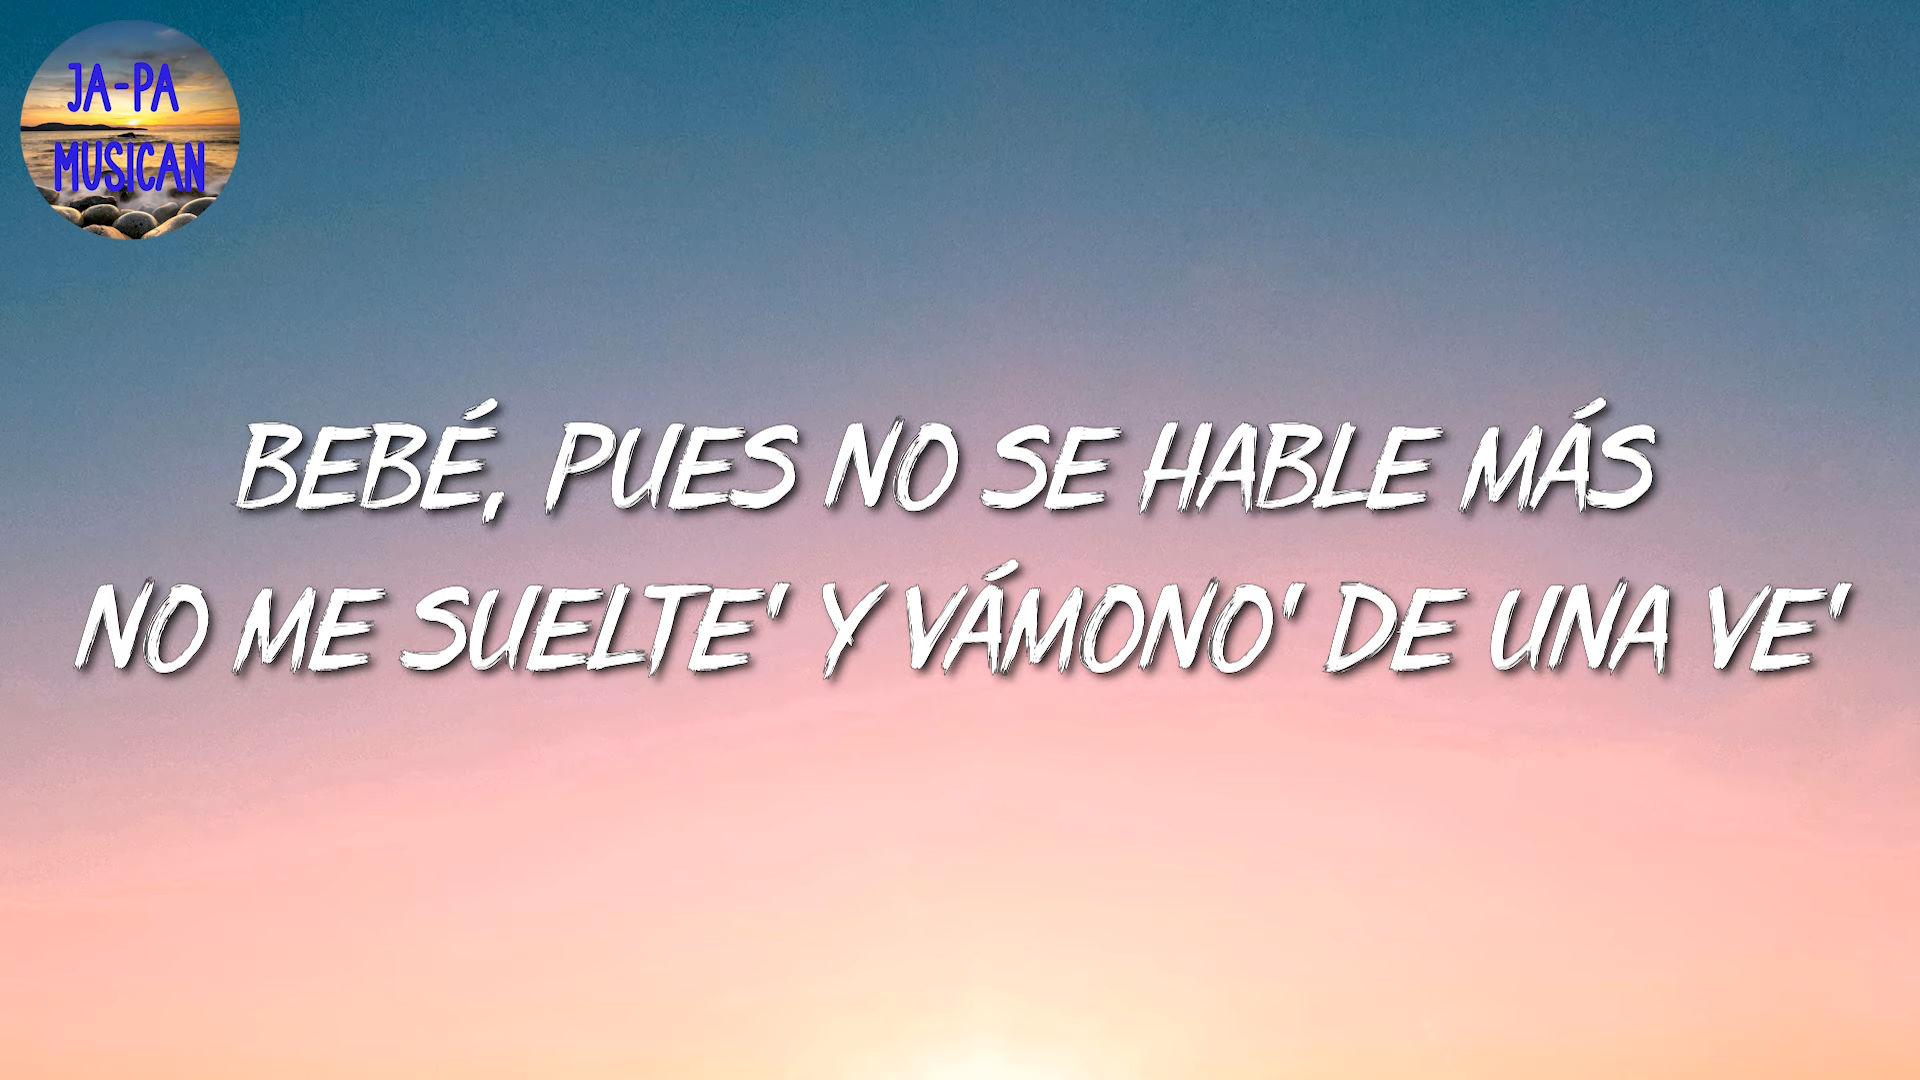 JA-PA
MUSICAN
BEBÉ, PUES NO SE HABLE MÁS
NO ME SUELTE' Y VÁMONO' DE UNA VE'